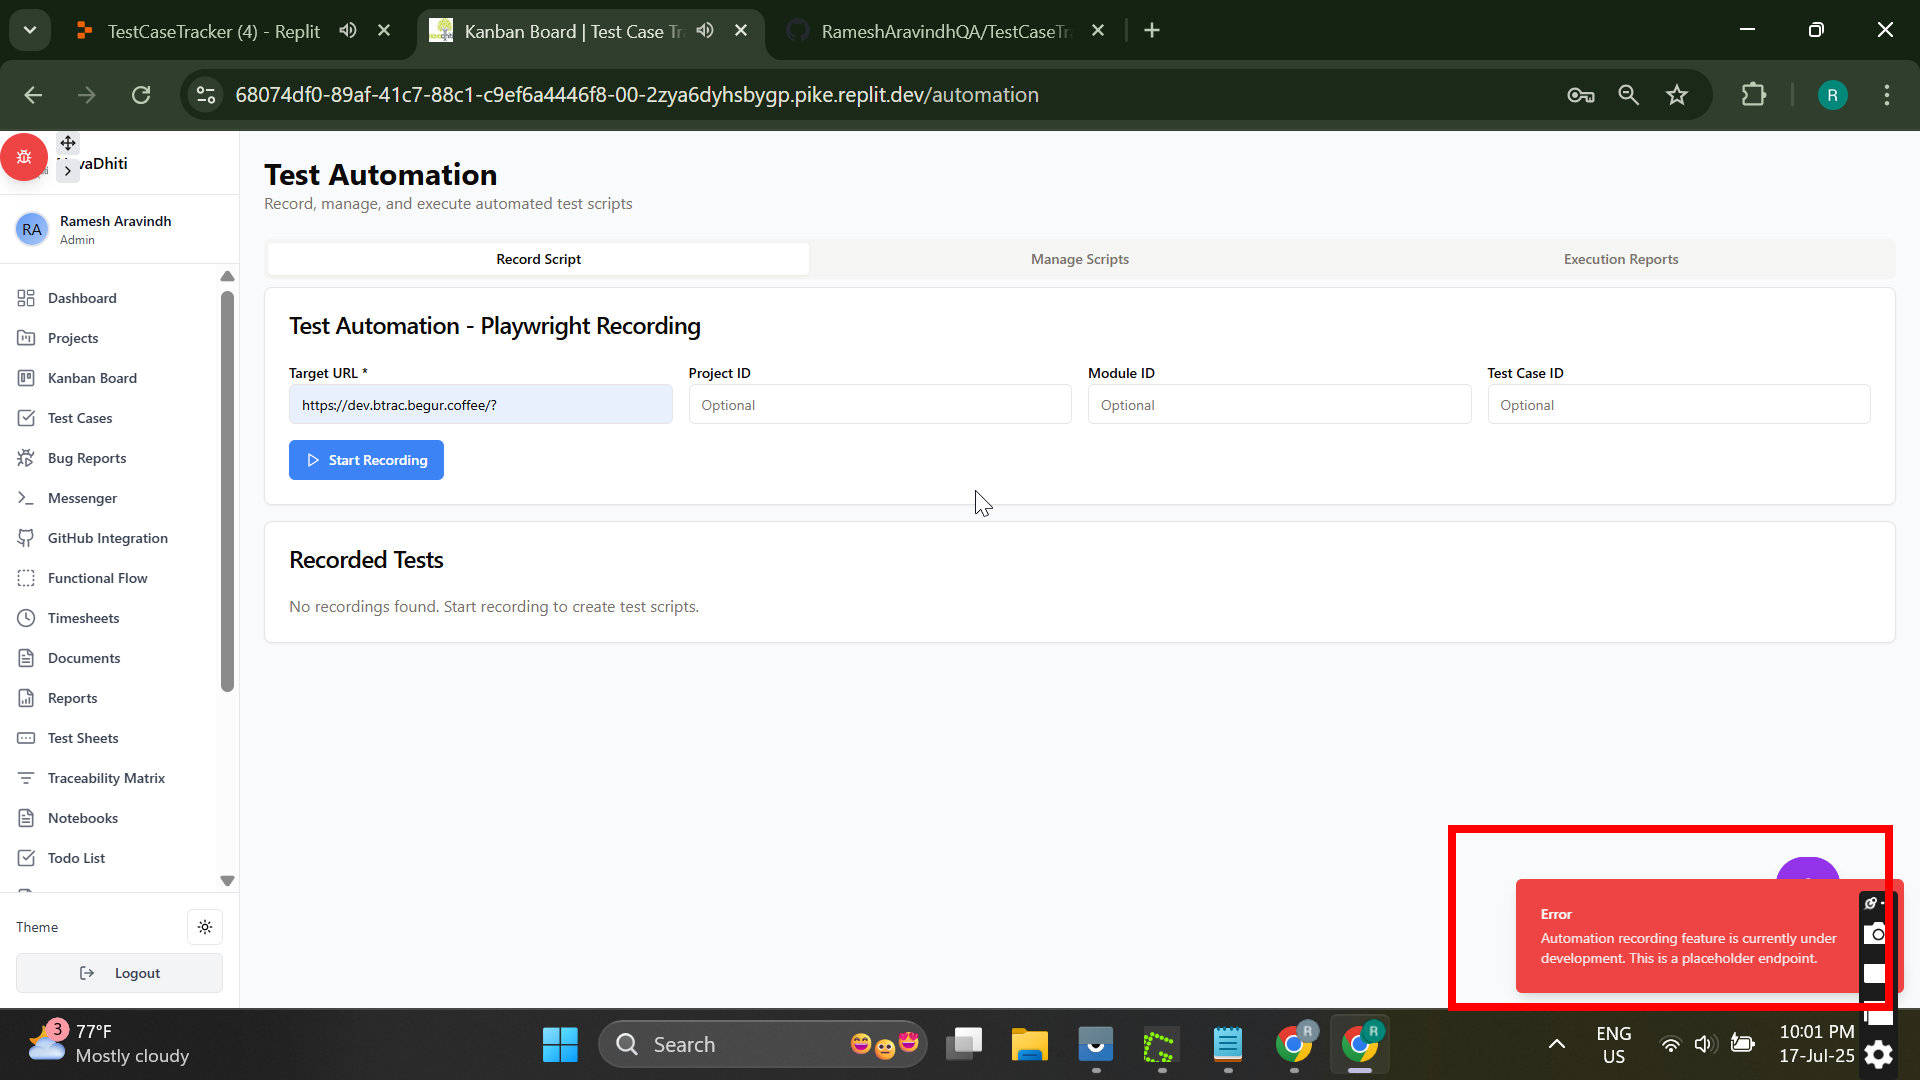 TestCaseTracker (4) - Replit
Kanban Board | Test Case Tr
RameshAravindhQA/TestCaseTr
68074df0-89af-41c7-88c1-c9ef6a4446f8-00-2zya6dyhsbygp.pike.replit.dev/automation
R
vaDhiti
RA
Ramesh Aravindh
Admin
Dashboard
Projects
Kanban Board
Test Cases
Bug Reports
Messenger
GitHub Integration
Functional Flow
Timesheets
Documents
Reports
Test Sheets
Traceability Matrix
Notebooks
Todo List
Theme
Logout
Test Automation
Record, manage, and execute automated test scripts
Record Script
Manage Scripts
Execution Reports
Test Automation - Playwright Recording
Target URL *
Project ID
Module ID
Test Case ID
https://dev.btrac.begur.coffee/?
Optional
Optional
Optional
Start Recording
Recorded Tests
No recordings found. Start recording to create test scripts.
Error
Automation recording feature is currently under
development. This is a placeholder endpoint.
3
77°F
Mostly cloudy
Search
R
R
ENG
US
10:01 PM
17-Jul-25